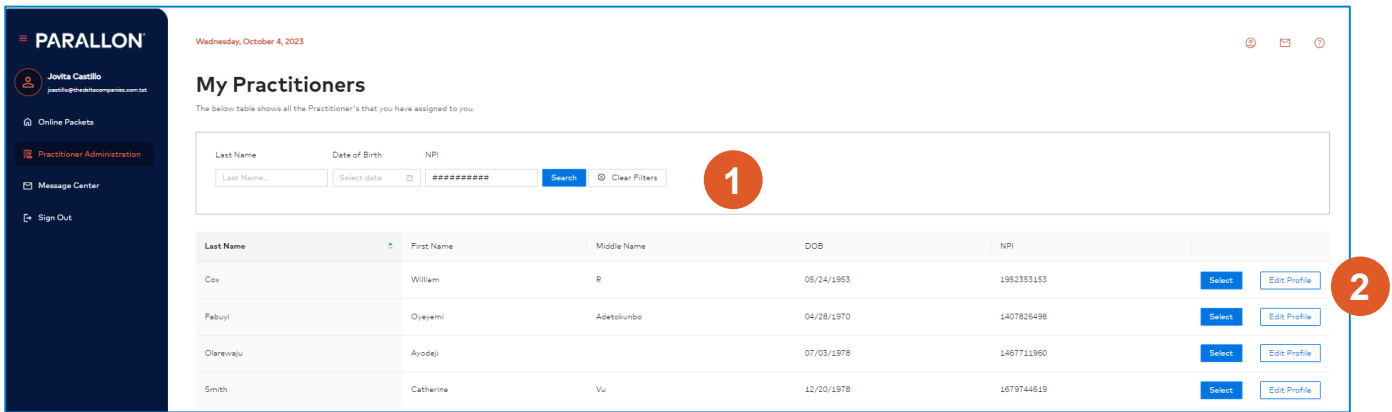 PARALLON
Jovita Castillo
jcastillo@thedeltacompanies.com.tst
Online Packets
Practitioner Administration
Message Center
Sign Out
Wednesday, October 4, 2023
My Practitioners
The below table shows all the Practitioner's that you have assigned to you.
Last Name Date of Birth NPI
Last Name... Select date ########## Search Clear Filters
1
Last Name First Name Middle Name DOB NPI
Cox William R 05/24/1953 1952353153 Select Edit Profile
2
Fabuyi Oyeyemi Adetokunbo 04/28/1970 1407826498 Select Edit Profile
Olarewaju Ayodeji 07/03/1978 1467711960 Select Edit Profile
Smith Catherine Vu 12/20/1978 1679744619 Select Edit Profile